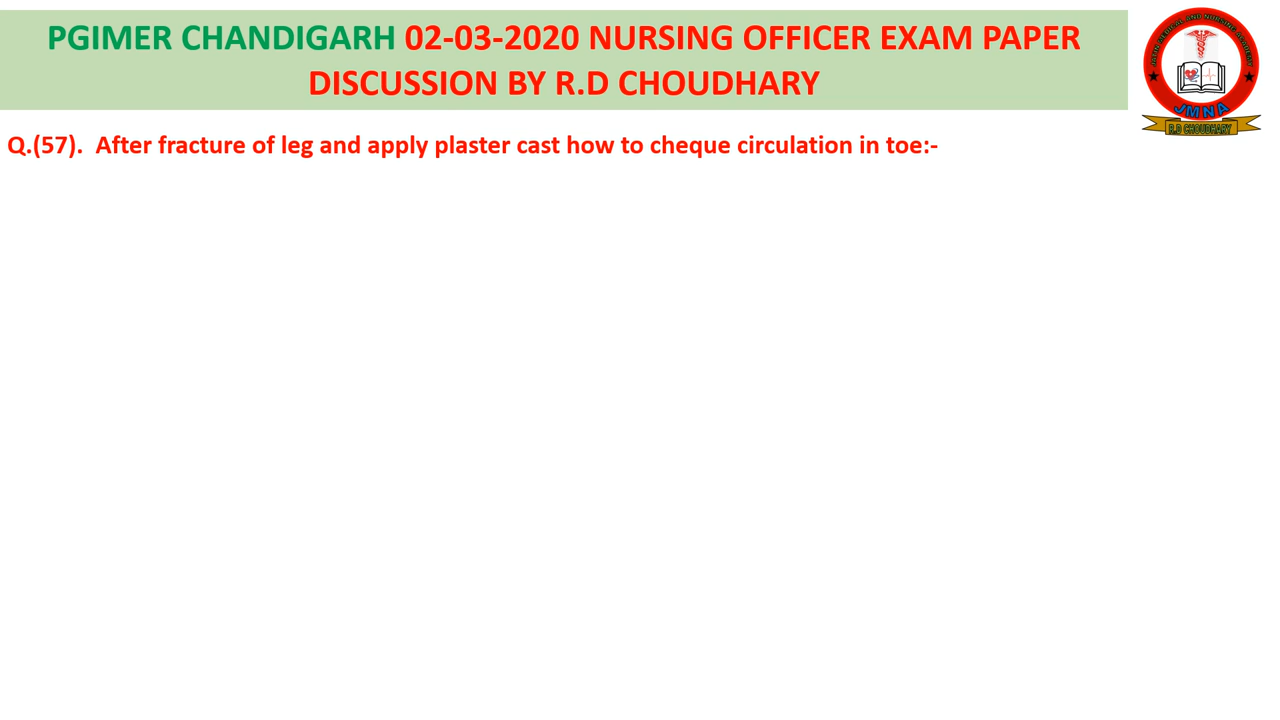 PGIMER CHANDIGARH 02-03-2020 NURSING OFFICER EXAM PAPER
DISCUSSION BY R.D CHOUDHARY
JMNA
R.D CHOUDHARY
Q.(57). After fracture of leg and apply plaster cast how to cheque circulation in toe:-